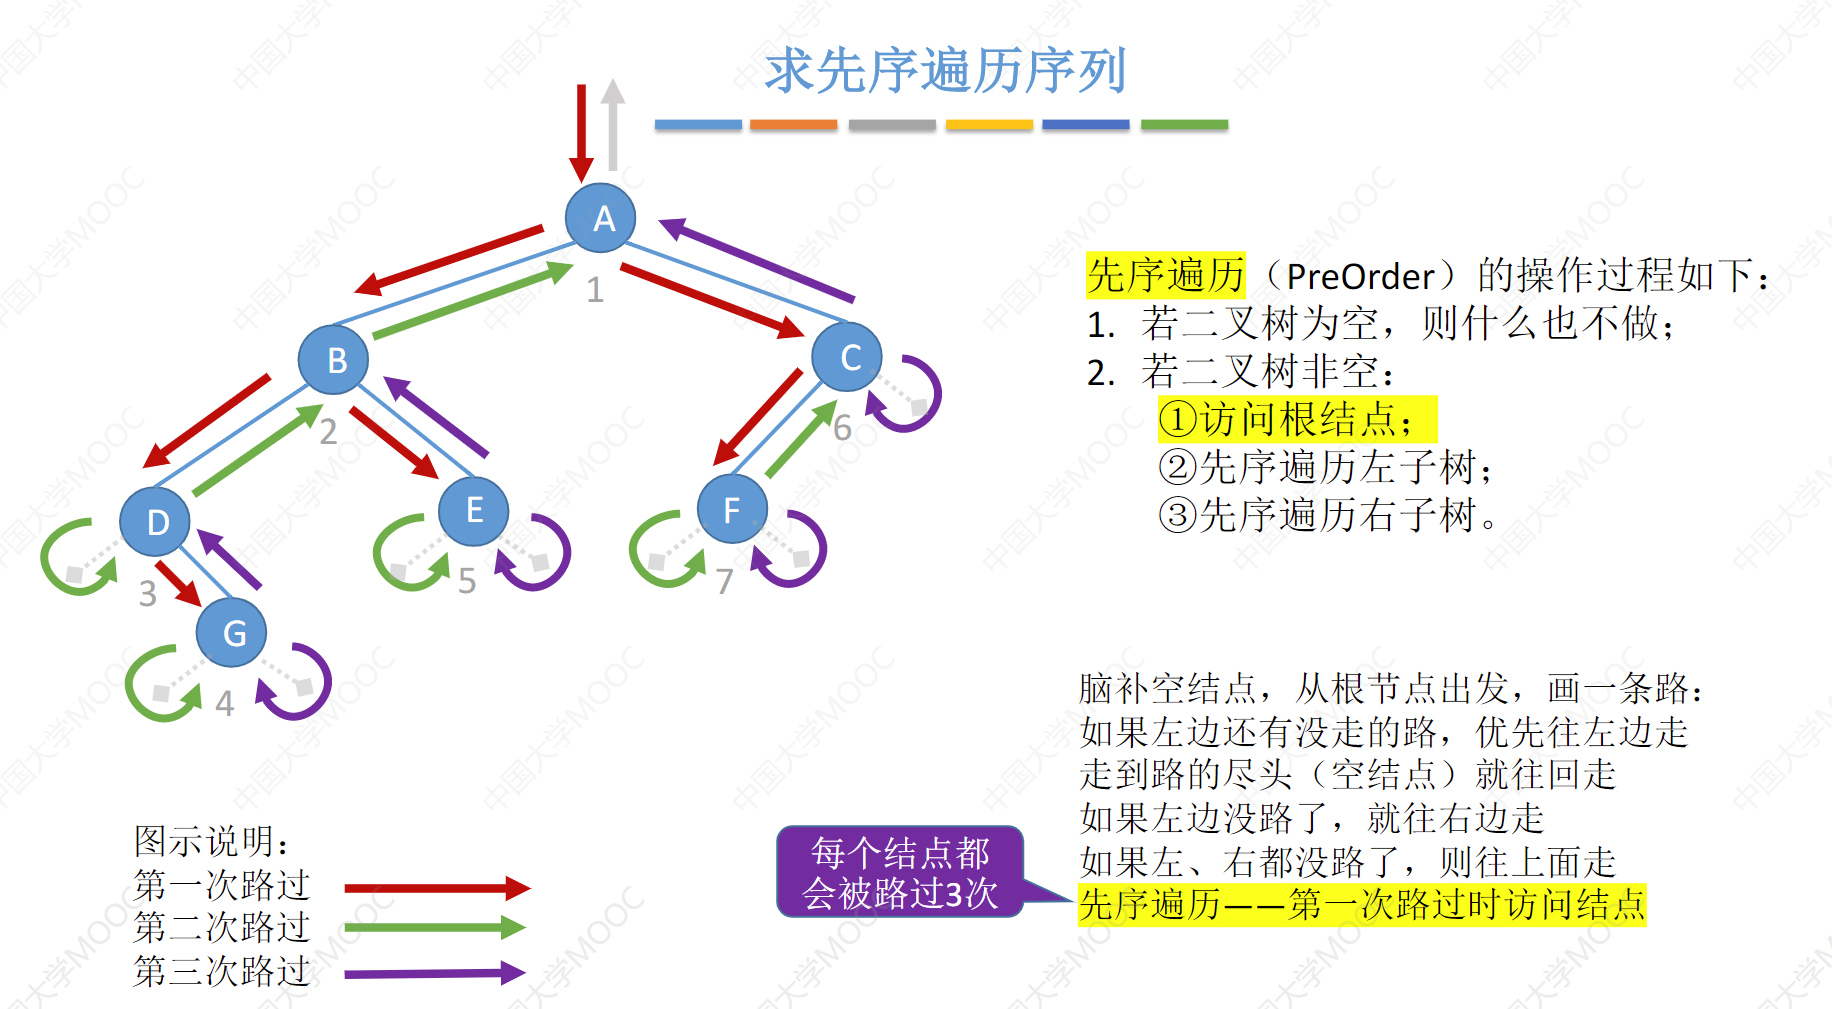 求先序遍历序列
A
1
B
C
2
6
D
E
F
3
5
7
G
4
先序遍历（PreOrder）的操作过程如下：
1. 若二叉树为空，则什么也不做；
2. 若二叉树非空：
①访问根结点；
②先序遍历左子树；
③先序遍历右子树。
脑补空结点，从根节点出发，画一条路：
如果左边还有没走的路，优先往左边走
走到路的尽头（空结点）就往回走
如果左边没路了，就往右边走
如果左、右都没路了，则往上面走
先序遍历——第一次路过时访问结点
每个结点都
会被路过3次
图示说明：
第一次路过
第二次路过
第三次路过
中国大学MOOC